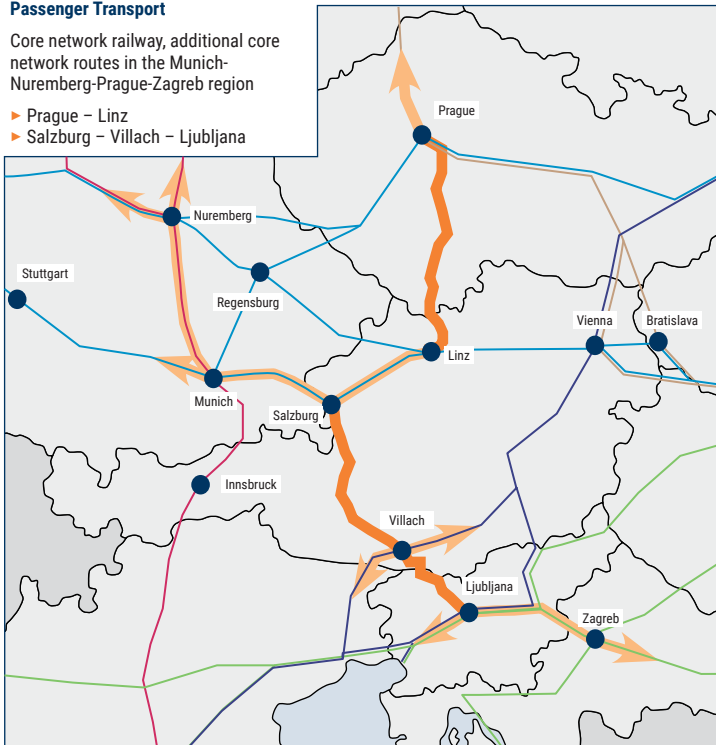 Passenger Transport
Core network railway, additional core
network routes in the Munich-
Nuremberg-Prague-Zagreb region
▶ Prague – Linz
▶ Salzburg – Villach – Ljubljana
Prague
Nuremberg
Stuttgart
Regensburg
Vienna
Bratislava
Linz
Munich
Salzburg
Innsbruck
Villach
Ljubljana
Zagreb